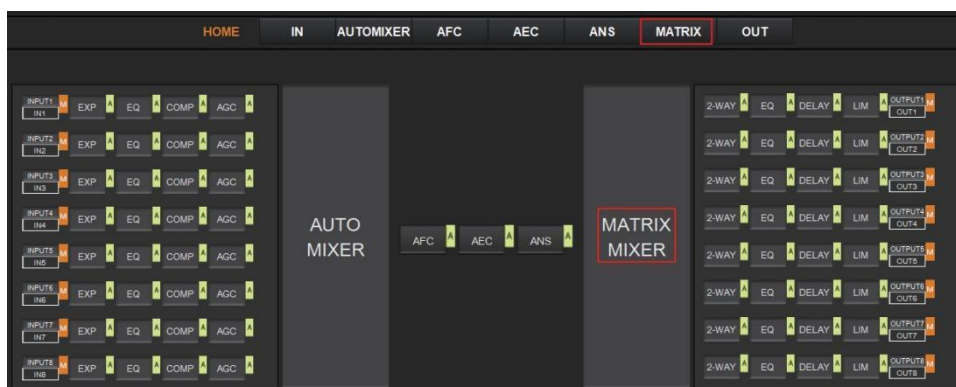 HOME IN AUTOMIXER AFC AEC ANS MATRIX OUT
INPUT1 M EXP A EQ A COMP A AGC A
IN1
INPUT2 M EXP A EQ A COMP A AGC A
IN2
INPUT3 M EXP A EQ A COMP A AGC A
IN3
INPUT4 M EXP A EQ A COMP A AGC A
IN4
INPUT5 M EXP A EQ A COMP A AGC A
IN5
INPUT6 M EXP A EQ A COMP A AGC A
IN6
INPUT7 M EXP A EQ A COMP A AGC A
IN7
INPUT8 M EXP A EQ A COMP A AGC A
IN8
AUTO
MIXER
AFC A AEC A ANS A
MATRIX
MIXER
2-WAY A EQ A DELAY A LIM A OUTPUT1 M
OUT1
2-WAY A EQ A DELAY A LIM A OUTPUT2 M
OUT2
2-WAY A EQ A DELAY A LIM A OUTPUT3 M
OUT3
2-WAY A EQ A DELAY A LIM A OUTPUT4 M
OUT4
2-WAY A EQ A DELAY A LIM A OUTPUT5 M
OUT5
2-WAY A EQ A DELAY A LIM A OUTPUT6 M
OUT6
2-WAY A EQ A DELAY A LIM A OUTPUT7 M
OUT7
2-WAY A EQ A DELAY A LIM A OUTPUT8 M
OUT8